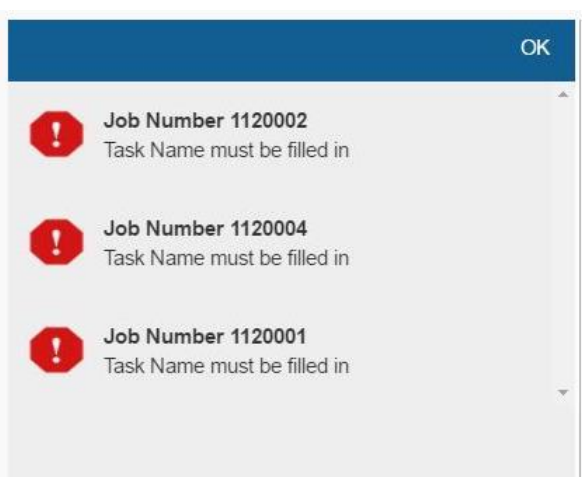 OK
Job Number 1120002
Task Name must be filled in
Job Number 1120004
Task Name must be filled in
Job Number 1120001
Task Name must be filled in